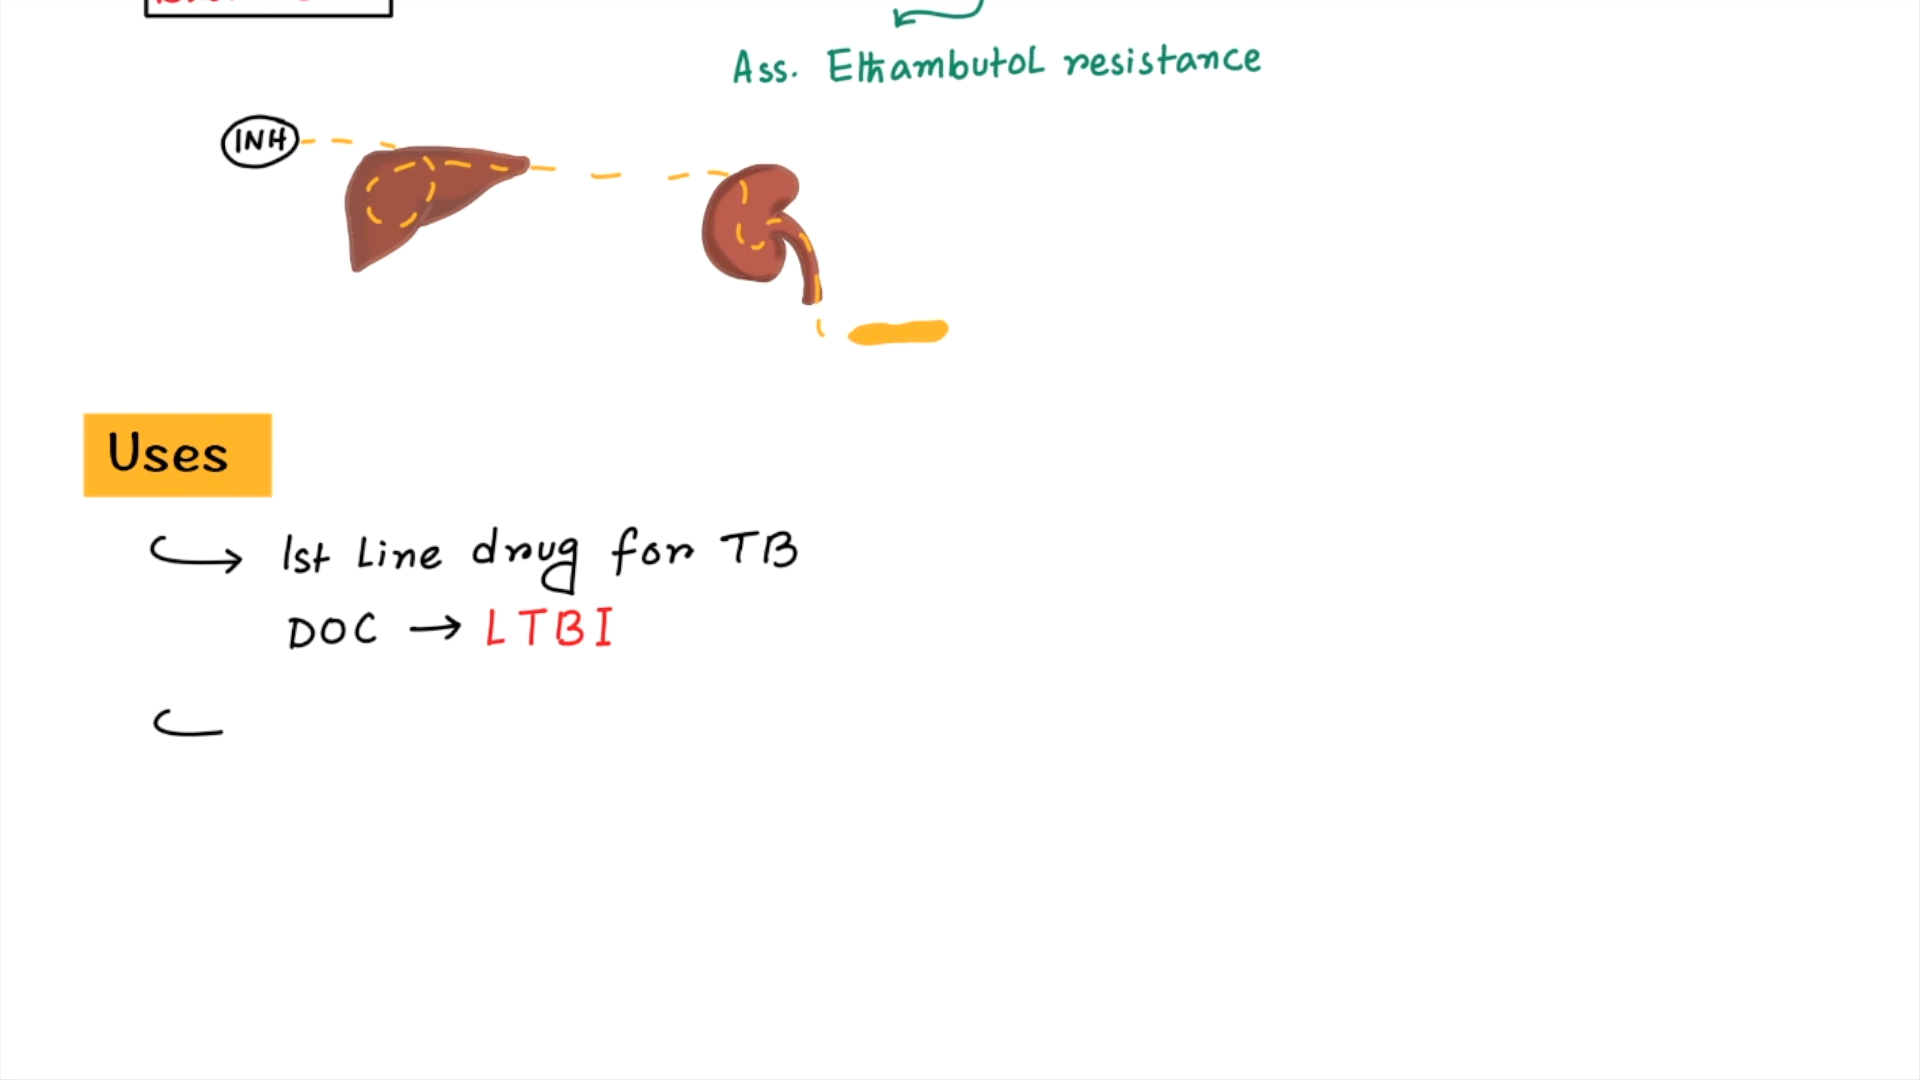 Ass. Ethambutol resistance
INH
Uses
1st Line drug for TB
DOC → LTBI